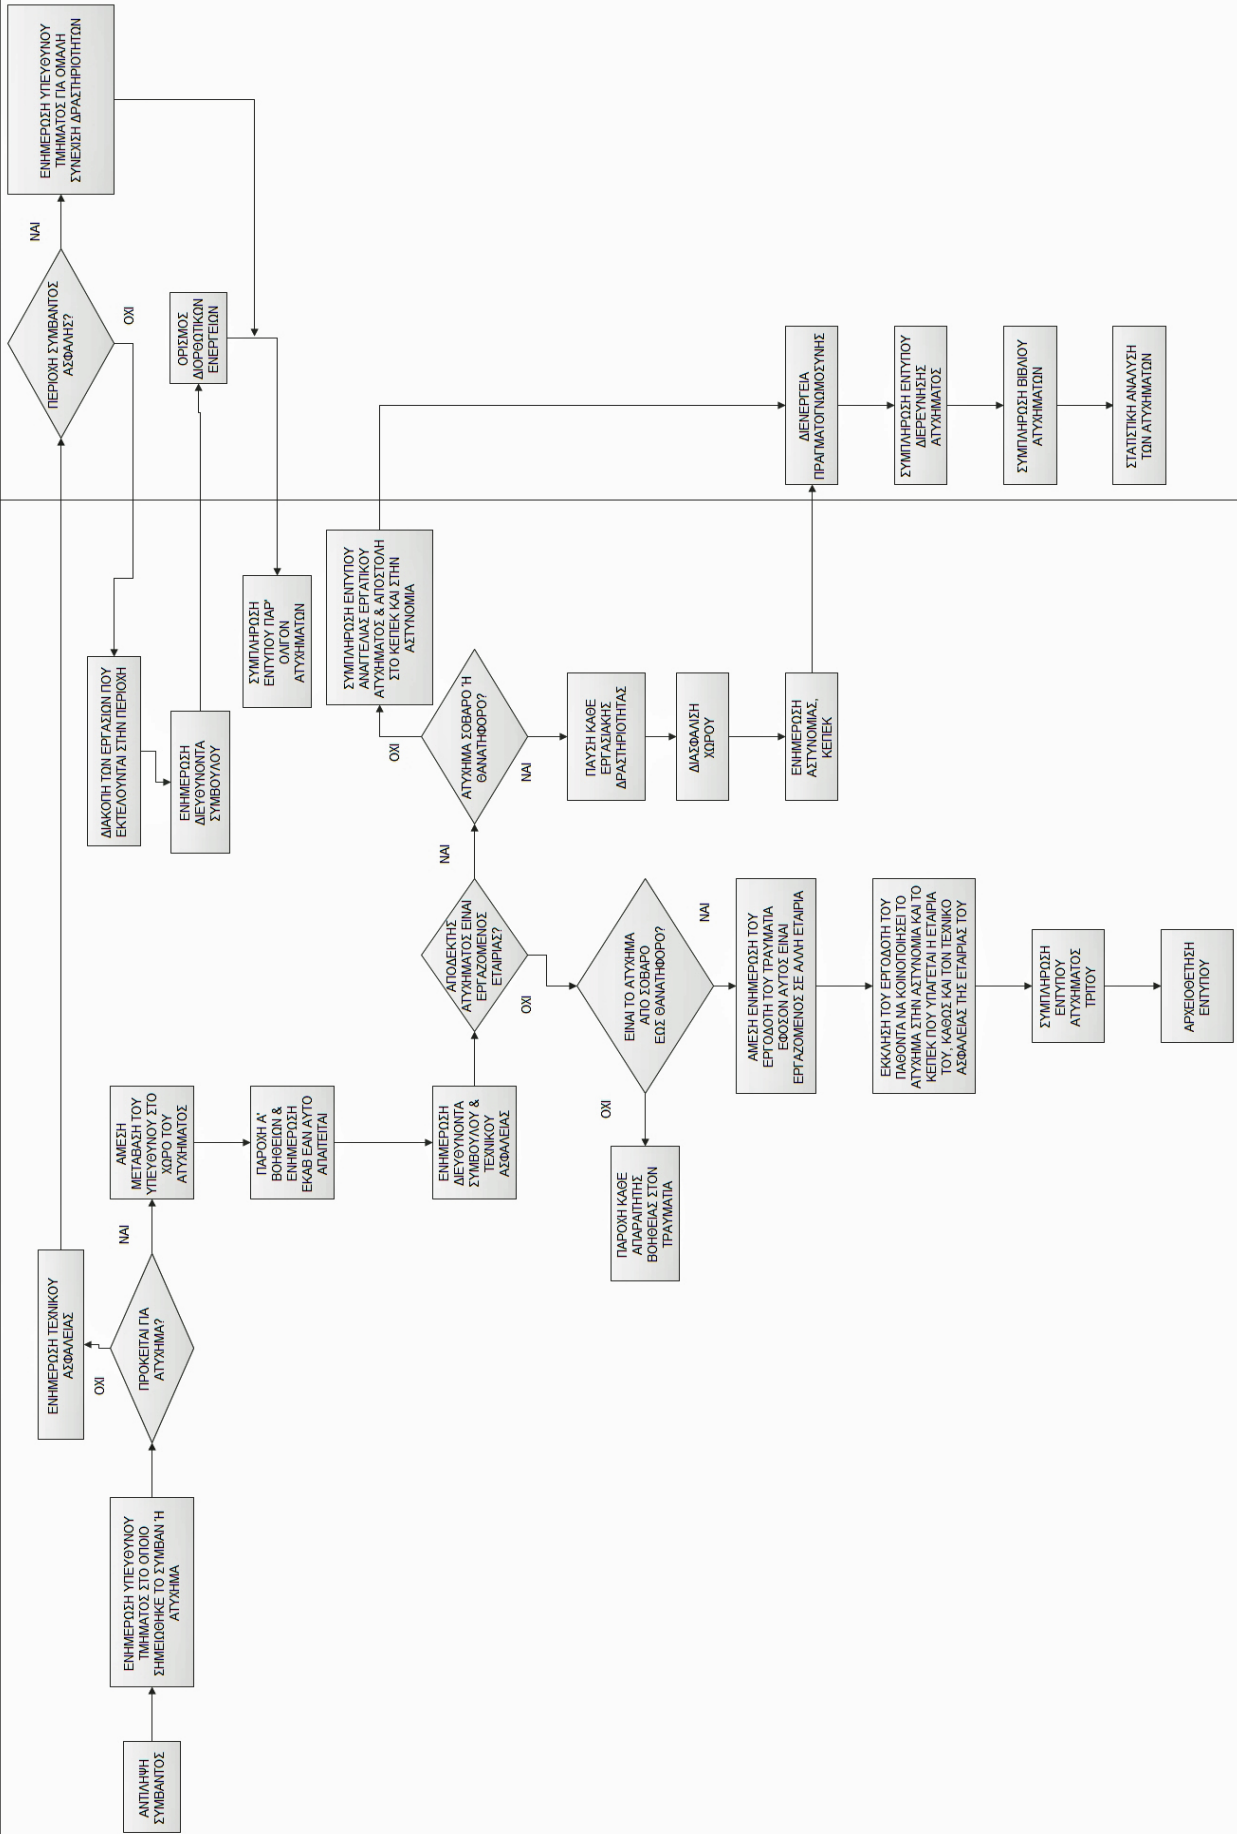 ΑΝΤΙΛΗΨΗ
ΣΥΜΒΑΝΤΟΣ
ΕΝΗΜΕΡΩΣΗ ΥΠΕΥΘΥΝΟΥ
ΤΜΗΜΑΤΟΣ ΣΤΟ ΟΠΟΙΟ
ΣΗΜΕΙΩΘΗΚΕ ΤΟ ΣΥΜΒΑΝ Ή
ΑΤΥΧΗΜΑ
ΠΡΟΚΕΙΤΑΙ ΓΙΑ
ΑΤΥΧΗΜΑ?
ΟΧΙ
ΝΑΙ
ΕΝΗΜΕΡΩΣΗ ΤΕΧΝΙΚΟΥ
ΑΣΦΑΛΕΙΑΣ
ΠΕΡΙΟΧΗ ΣΥΜΒΑΝΤΟΣ
ΑΣΦΑΛΗΣ?
ΝΑΙ
ΟΧΙ
ΕΝΗΜΕΡΩΣΗ ΥΠΕΥΘΥΝΟΥ
ΤΜΗΜΑΤΟΣ ΓΙΑ ΟΜΑΛΗ
ΣΥΝΕΧΙΣΗ ΔΡΑΣΤΗΡΙΟΤΗΤΩΝ
ΔΙΑΚΟΠΗ ΤΩΝ ΕΡΓΑΣΙΩΝ ΠΟΥ
ΕΚΤΕΛΟΥΝΤΑΙ ΣΤΗΝ ΠΕΡΙΟΧΗ
ΕΝΗΜΕΡΩΣΗ
ΔΙΕΥΘΥΝΟΝΤΑ
ΣΥΜΒΟΥΛΟΥ
ΟΡΙΣΜΟΣ
ΔΙΟΡΘΩΤΙΚΩΝ
ΕΝΕΡΓΕΙΩΝ
ΣΥΜΠΛΗΡΩΣΗ
ΕΝΤΥΠΟΥ ΠΑΡ'
ΟΛΙΓΟΝ
ΑΤΥΧΗΜΑΤΩΝ
ΑΜΕΣΗ
ΜΕΤΑΒΑΣΗ ΤΟΥ
ΥΠΕΥΘΥΝΟΥ ΣΤΟ
ΧΩΡΟ ΤΟΥ
ΑΤΥΧΗΜΑΤΟΣ
ΠΑΡΟΧΗ Α'
ΒΟΗΘΕΙΩΝ &
ΕΝΗΜΕΡΩΣΗ
ΕΚΑΒ ΕΑΝ ΑΥΤΟ
ΑΠΑΙΤΕΙΤΑΙ
ΕΝΗΜΕΡΩΣΗ
ΔΙΕΥΘΥΝΟΝΤΑ
ΣΥΜΒΟΥΛΟΥ &
ΤΕΧΝΙΚΟΥ
ΑΣΦΑΛΕΙΑΣ
ΑΠΟΔΕΚΤΗΣ
ΑΤΥΧΗΜΑΤΟΣ ΕΙΝΑΙ
ΕΡΓΑΖΟΜΕΝΟΣ
ΕΤΑΙΡΙΑΣ?
ΝΑΙ
ΟΧΙ
ΑΤΥΧΗΜΑ ΣΟΒΑΡΟ Ή
ΘΑΝΑΤΗΦΟΡΟ?
ΟΧΙ
ΝΑΙ
ΣΥΜΠΛΗΡΩΣΗ ΕΝΤΥΠΟΥ
ΑΝΑΓΓΕΛΙΑΣ ΕΡΓΑΤΙΚΟΥ
ΑΤΥΧΗΜΑΤΟΣ & ΑΠΟΣΤΟΛΗ
ΣΤΟ ΚΕΠΕΚ ΚΑΙ ΣΤΗΝ
ΑΣΤΥΝΟΜΙΑ
ΠΑΥΣΗ ΚΑΘΕ
ΕΡΓΑΣΙΑΚΗΣ
ΔΡΑΣΤΗΡΙΟΤΗΤΑΣ
ΔΙΑΣΦΑΛΙΣΗ
ΧΩΡΟΥ
ΕΝΗΜΕΡΩΣΗ
ΑΣΤΥΝΟΜΙΑΣ,
ΚΕΠΕΚ
ΔΙΕΝΕΡΓΕΙΑ
ΠΡΑΓΜΑΤΟΓΝΩΜΟΣΥΝΗΣ
ΣΥΜΠΛΗΡΩΣΗ ΕΝΤΥΠΟΥ
ΔΙΕΡΕΥΝΗΣΗΣ
ΑΤΥΧΗΜΑΤΟΣ
ΣΥΜΠΛΗΡΩΣΗ ΒΙΒΛΙΟΥ
ΑΤΥΧΗΜΑΤΩΝ
ΣΤΑΤΙΣΤΙΚΗ ΑΝΑΛΥΣΗ
ΤΩΝ ΑΤΥΧΗΜΑΤΩΝ
ΕΙΝΑΙ ΤΟ ΑΤΥΧΗΜΑ
ΑΠΟ ΣΟΒΑΡΟ
ΕΩΣ ΘΑΝΑΤΗΦΟΡΟ?
ΟΧΙ
ΝΑΙ
ΠΑΡΟΧΗ ΚΑΘΕ
ΑΠΑΡΑΙΤΗΤΗΣ
ΒΟΗΘΕΙΑΣ ΣΤΟΝ
ΤΡΑΥΜΑΤΙΑ
ΑΜΕΣΗ ΕΝΗΜΕΡΩΣΗ ΤΟΥ
ΕΡΓΟΔΟΤΗ ΤΟΥ ΤΡΑΥΜΑΤΙΑ
ΕΦΟΣΟΝ ΑΥΤΟΣ ΕΙΝΑΙ
ΕΡΓΑΖΟΜΕΝΟΣ ΣΕ ΑΛΛΗ ΕΤΑΙΡΙΑ
ΕΚΚΛΗΣΗ ΤΟΥ ΕΡΓΟΔΟΤΗ ΤΟΥ
ΠΑΘΟΝΤΑ ΝΑ ΚΟΙΝΟΠΟΙΗΣΕΙ ΤΟ
ΑΤΥΧΗΜΑ ΣΤΗΝ ΑΣΤΥΝΟΜΙΑ ΚΑΙ ΤΟ
ΚΕΠΕΚ ΠΟΥ ΥΠΑΓΕΤΑΙ Η ΕΤΑΙΡΙΑ
ΤΟΥ, ΚΑΘΩΣ ΚΑΙ ΤΟΝ ΤΕΧΝΙΚΟ
ΑΣΦΑΛΕΙΑΣ ΤΗΣ ΕΤΑΙΡΙΑΣ ΤΟΥ
ΣΥΜΠΛΗΡΩΣΗ
ΕΝΤΥΠΟΥ
ΑΤΥΧΗΜΑΤΟΣ
ΤΡΙΤΟΥ
ΑΡΧΕΙΟΘΕΤΗΣΗ
ΕΝΤΥΠΟΥ